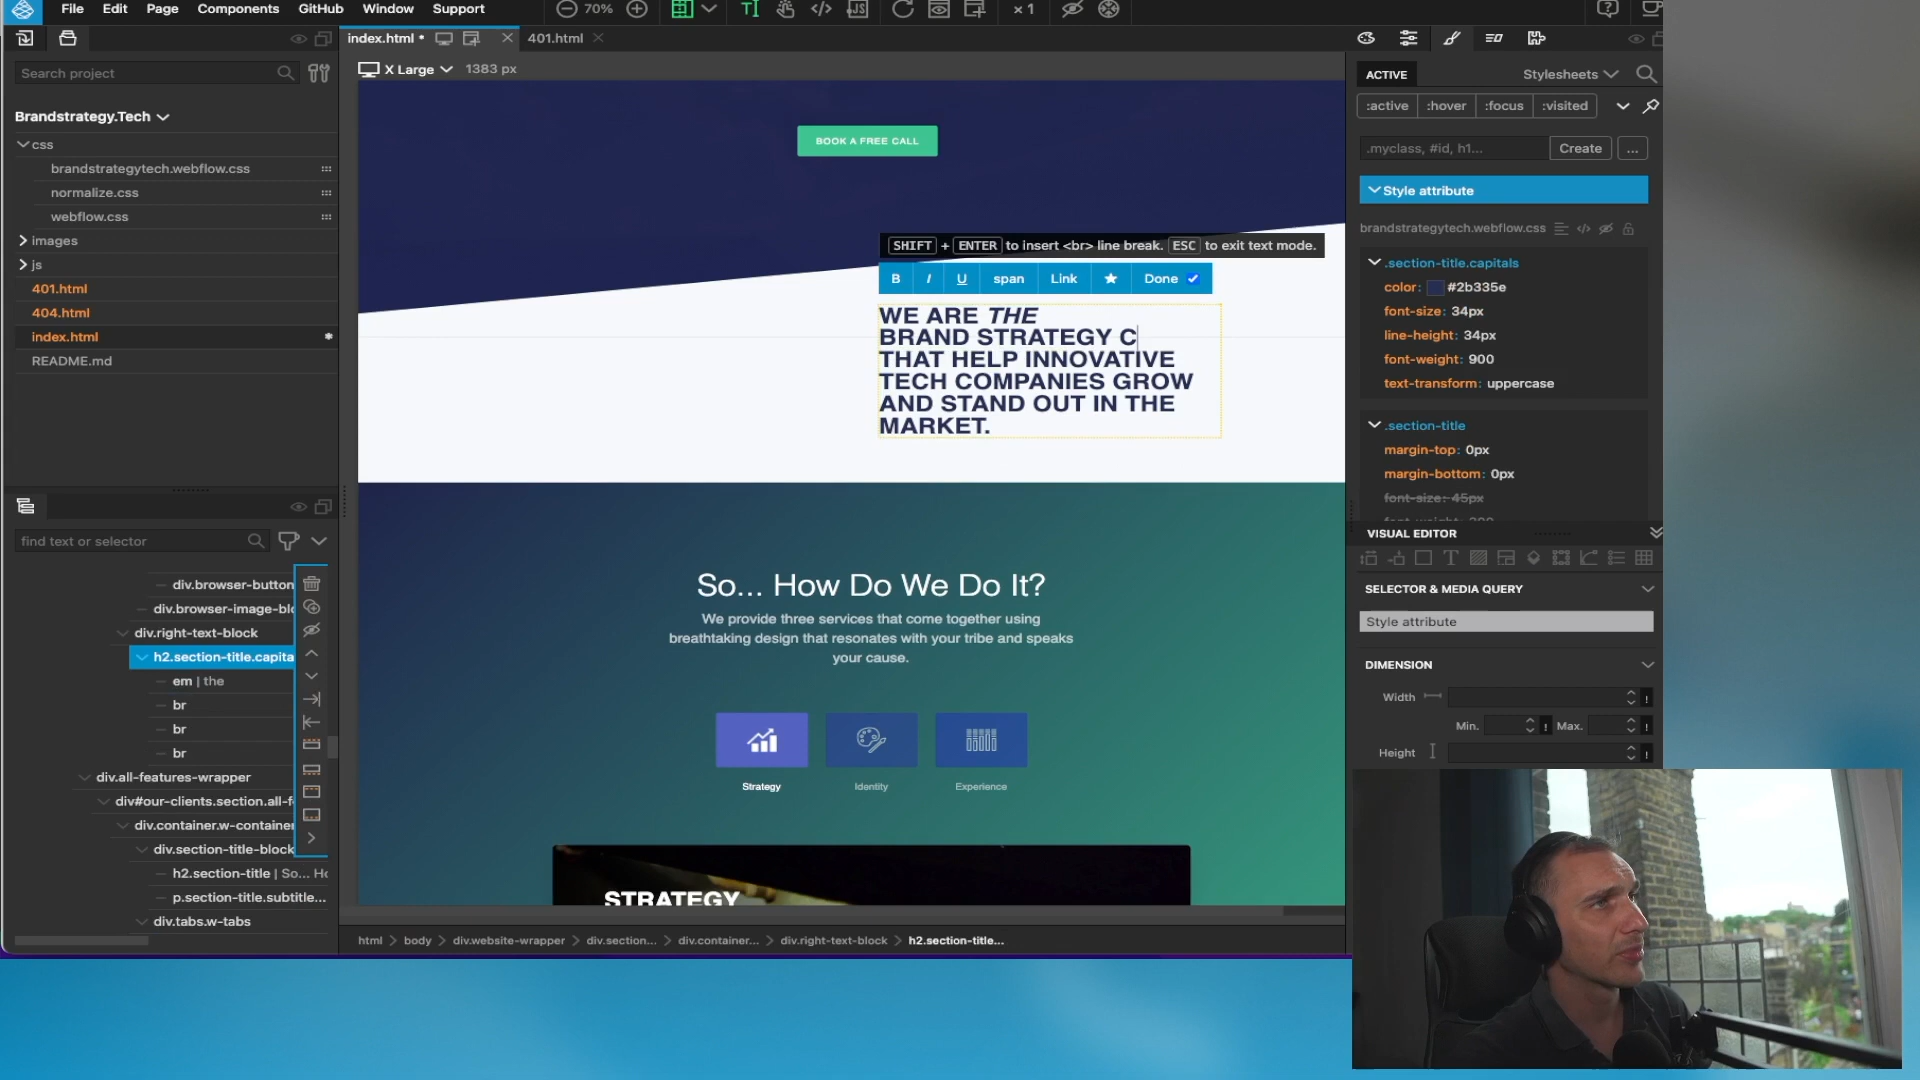 File Edit Page Components GitHub Window Support 70% JS × 1
index.html • 401.html
X Large 1383 px
Search project
Brandstrategy.Tech
css
brandstrategytech.webflow.css
normalize.css
webflow.css
images
js
401.html
404.html
index.html
README.md
find text or selector
div.browser-button
div.browser-image-blo
div.right-text-block
h2.section-title.capita
em | the
br
br
br
div.all-features-wrapper
div#our-clients.section.all-f
div.container.w-container
div.section-title-block
h2.section-title | So... Ho
p.section-title.subtitle...
div.tabs.w-tabs
BOOK A FREE CALL
SHIFT + ENTER to insert <br> line break. ESC to exit text mode.
B I U span Link Done
WE ARE THE
BRAND STRATEGY C
THAT HELP INNOVATIVE
TECH COMPANIES GROW
AND STAND OUT IN THE
MARKET.
So... How Do We Do It?
We provide three services that come together using
breathtaking design that resonates with your tribe and speaks
your cause.
Strategy Identity Experience
STRATEGY
html body div.website-wrapper div.section... div.container... div.right-text-block h2.section-title...
ACTIVE Stylesheets
:active :hover :focus :visited
.myclass, #id, h1... Create ...
Style attribute
brandstrategytech.webflow.css
.section-title.capitals
color: #2b335e
font-size: 34px
line-height: 34px
font-weight: 900
text-transform: uppercase
.section-title
margin-top: 0px
margin-bottom: 0px
font-size: 45px
VISUAL EDITOR
SELECTOR & MEDIA QUERY
Style attribute
DIMENSION
Width !
Min. ! Max. !
Height !